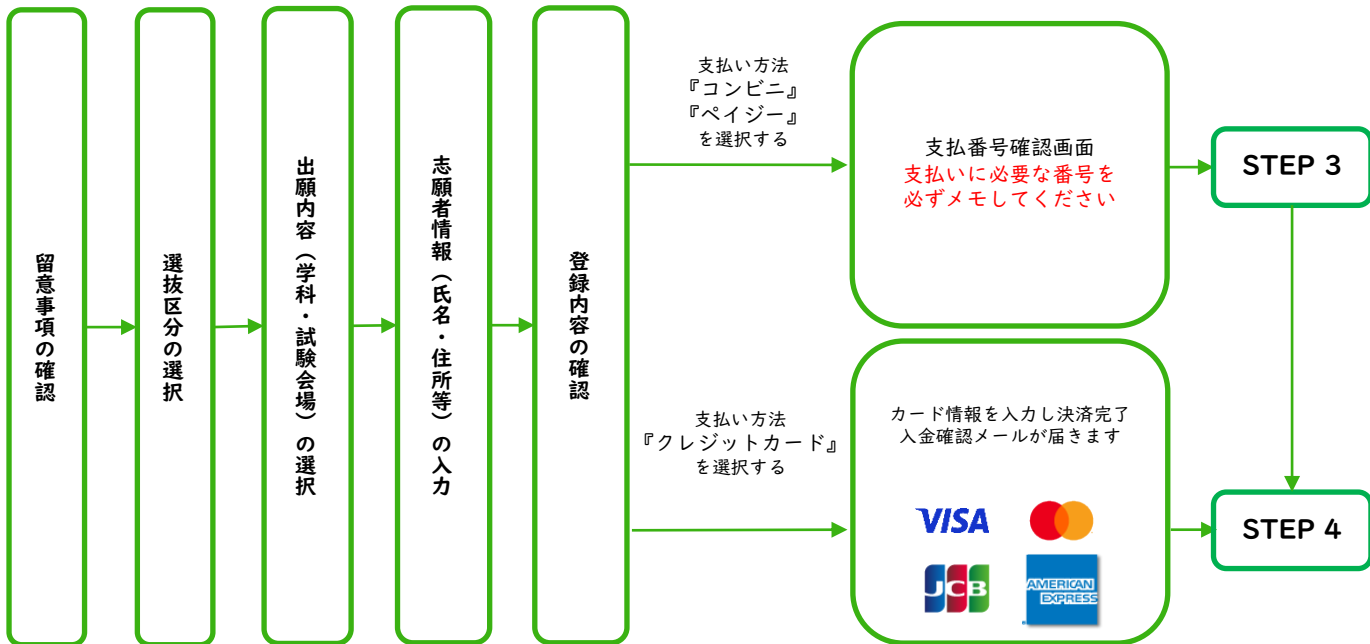 留意事項の確認
選抜区分の選択
出願内容（学科・試験会場）の選択
志願者情報（氏名・住所等）の入力
登録内容の確認
支払い方法
『コンビニ』
『ペイジー』
を選択する
支払番号確認画面
支払いに必要な番号を
必ずメモしてください
STEP 3
支払い方法
『クレジットカード』
を選択する
カード情報を入力し決済完了
入金確認メールが届きます
VISA
JCB
AMERICAN
EXPRESS
STEP 4